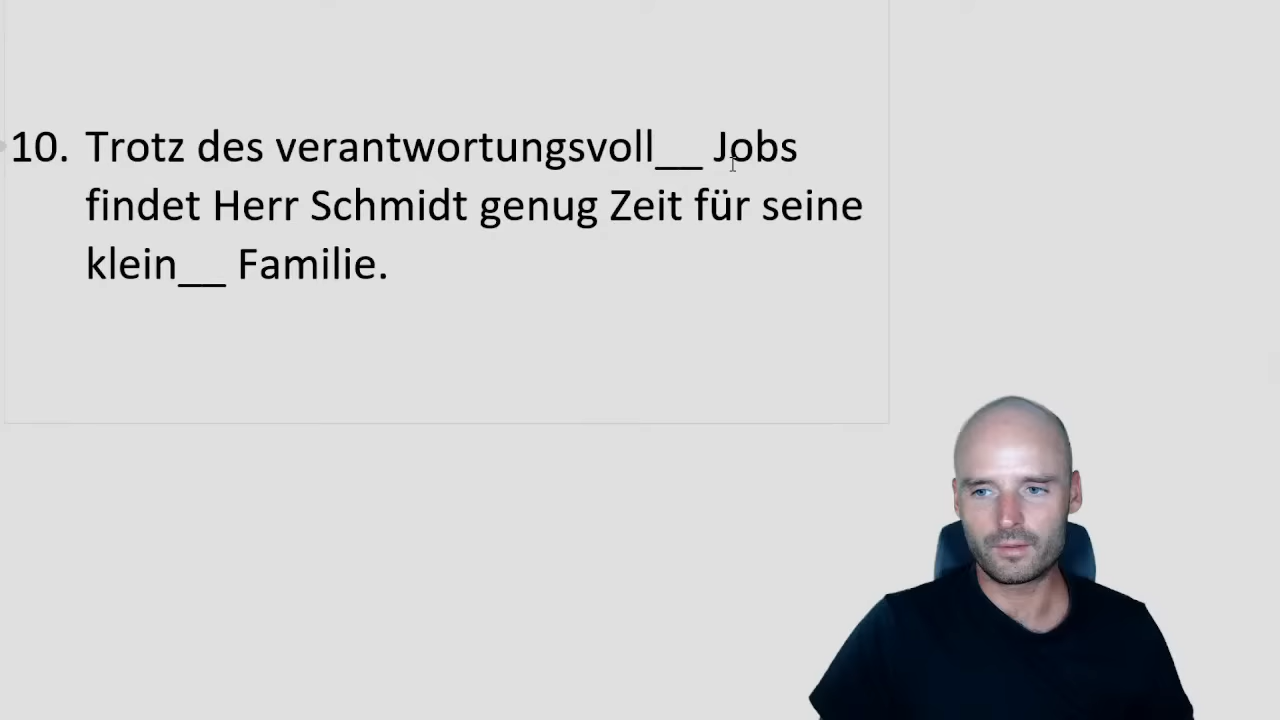 10. Trotz des verantwortungsvoll__ Jobs
findet Herr Schmidt genug Zeit für seine
klein__ Familie.